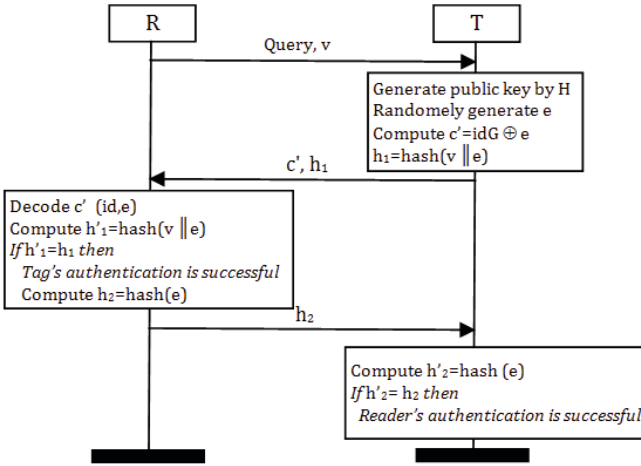 R
T
Query, v
Generate public key by H
Randomely generate e
Compute c'=idG ⊕ e
h₁=hash(v ‖ e)
c', h₁
Decode c' (id,e)
Compute h'₁=hash(v ‖ e)
If h'₁=h₁ then
Tag's authentication is successful
Compute h₂=hash(e)
h₂
Compute h'₂=hash (e)
If h'₂= h₂ then
Reader's authentication is successful